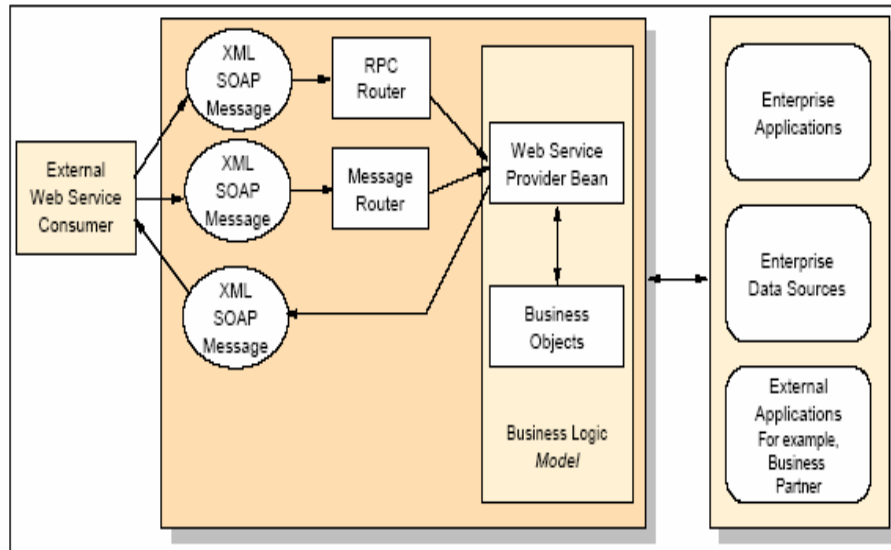 XML
SOAP
Message
RPC
Router
External
Web Service
Consumer
XML
SOAP
Message
Message
Router
XML
SOAP
Message
Web Service
Provider Bean
Business
Objects
Business Logic
Model
Enterprise
Applications
Enterprise
Data Sources
External
Applications
For example,
Business
Partner